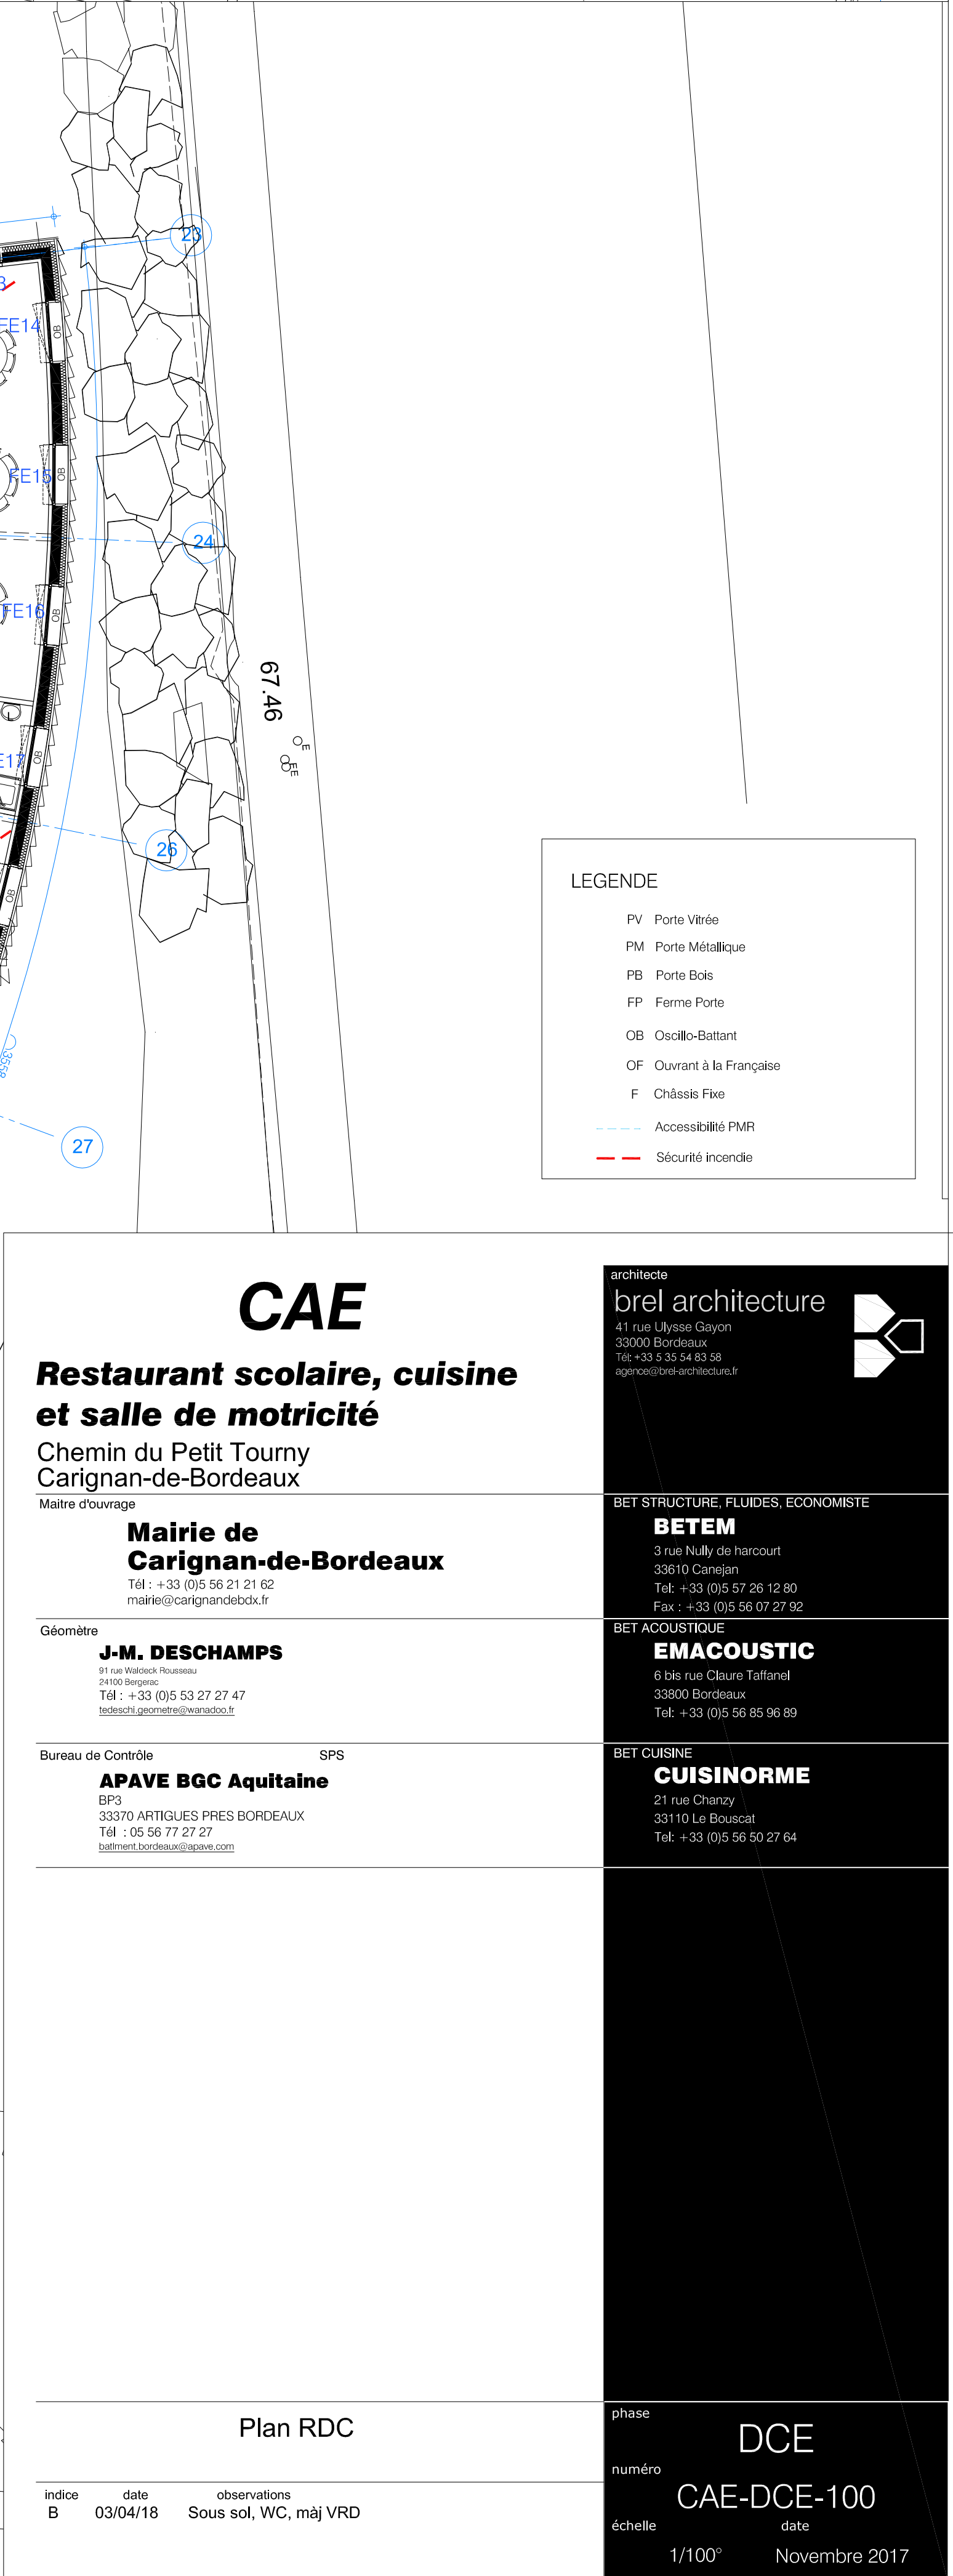 23
FE14
OB
FE15
OB
24
FE16
OB
67.46
E
E
E
OB
26
OB
3558
27
LEGENDE
PV Porte Vitrée
PM Porte Métallique
PB Porte Bois
FP Ferme Porte
OB Oscillo-Battant
OF Ouvrant à la Française
F Châssis Fixe
Accessibilité PMR
Sécurité incendie
CAE
Restaurant scolaire, cuisine
et salle de motricité
Chemin du Petit Tourny
Carignan-de-Bordeaux
architecte
brel architecture
41 rue Ulysse Gayon
33000 Bordeaux
Tél: +33 5 35 54 83 58
agence@brel-architecture.fr
Maitre d'ouvrage
Mairie de
Carignan-de-Bordeaux
Tél : +33 (0)5 56 21 21 62
mairie@carignandebdx.fr
BET STRUCTURE, FLUIDES, ECONOMISTE
BETEM
3 rue Nully de harcourt
33610 Canejan
Tel: +33 (0)5 57 26 12 80
Fax : +33 (0)5 56 07 27 92
Géomètre
J-M. DESCHAMPS
91 rue Waldeck Rousseau
24100 Bergerac
Tél : +33 (0)5 53 27 27 47
tedeschi.geometre@wanadoo.fr
BET ACOUSTIQUE
EMACOUSTIC
6 bis rue Claure Taffanel
33800 Bordeaux
Tel: +33 (0)5 56 85 96 89
Bureau de Contrôle SPS
APAVE BGC Aquitaine
BP3
33370 ARTIGUES PRES BORDEAUX
Tél : 05 56 77 27 27
batiment.bordeaux@apave.com
BET CUISINE
CUISINORME
21 rue Chanzy
33110 Le Bouscat
Tel: +33 (0)5 56 50 27 64
Plan RDC
indice date observations
B 03/04/18 Sous sol, WC, màj VRD
phase
DCE
numéro
CAE-DCE-100
échelle date
1/100° Novembre 2017